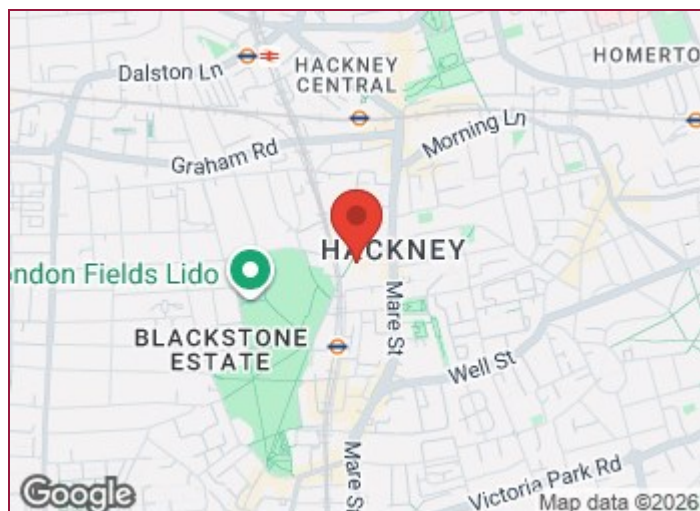 HACKNEY
CENTRAL
HOMERTO
Dalston Ln
Morning Ln
Graham Rd
HACKNEY
ondon Fields Lido
Mare St
BLACKSTONE
ESTATE
Well St
Mare St
Victoria Park Rd
Google
Map data ©2026